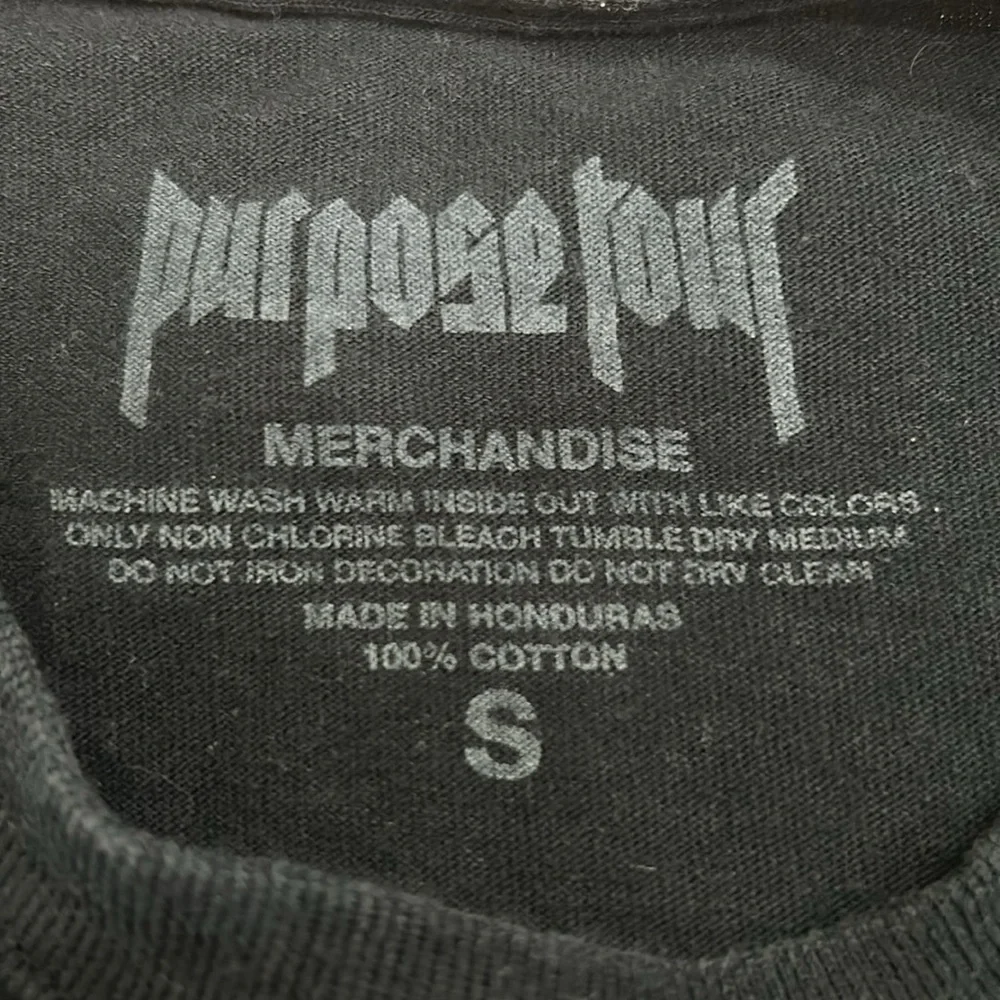 purpose tour
MERCHANDISE
MACHINE WASH WARM INSIDE OUT WITH LIKE COLORS
ONLY NON CHLORINE BLEACH TUMBLE DRY MEDIUM
DO NOT IRON DECORATION DO NOT DRY CLEAN
MADE IN HONDURAS
100% COTTON
S